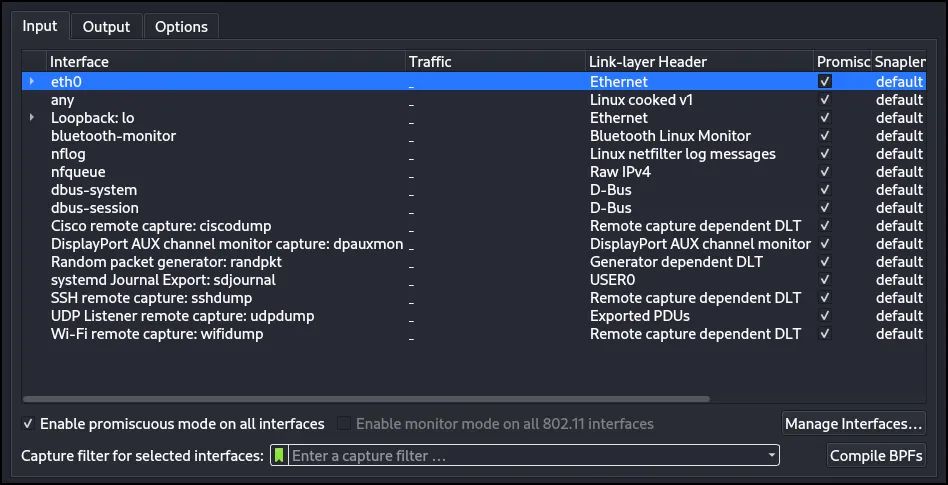 Input Output Options
Interface Traffic Link-layer Header Promisc Snaplen
eth0 _ Ethernet ✓ default
any _ Linux cooked v1 ✓ default
Loopback: lo _ Ethernet ✓ default
bluetooth-monitor _ Bluetooth Linux Monitor ✓ default
nflog _ Linux netfilter log messages ✓ default
nfqueue _ Raw IPv4 ✓ default
dbus-system _ D-Bus ✓ default
dbus-session _ D-Bus ✓ default
Cisco remote capture: ciscodump _ Remote capture dependent DLT ✓ default
DisplayPort AUX channel monitor capture: dpauxmon _ DisplayPort AUX channel monitor ✓ default
Random packet generator: randpkt _ Generator dependent DLT ✓ default
systemd Journal Export: sdjournal _ USER0 ✓ default
SSH remote capture: sshdump _ Remote capture dependent DLT ✓ default
UDP Listener remote capture: udpdump _ Exported PDUs ✓ default
Wi-Fi remote capture: wifidump _ Remote capture dependent DLT ✓ default
✓ Enable promiscuous mode on all interfaces Enable monitor mode on all 802.11 interfaces Manage Interfaces...
Capture filter for selected interfaces: Enter a capture filter ... Compile BPFs